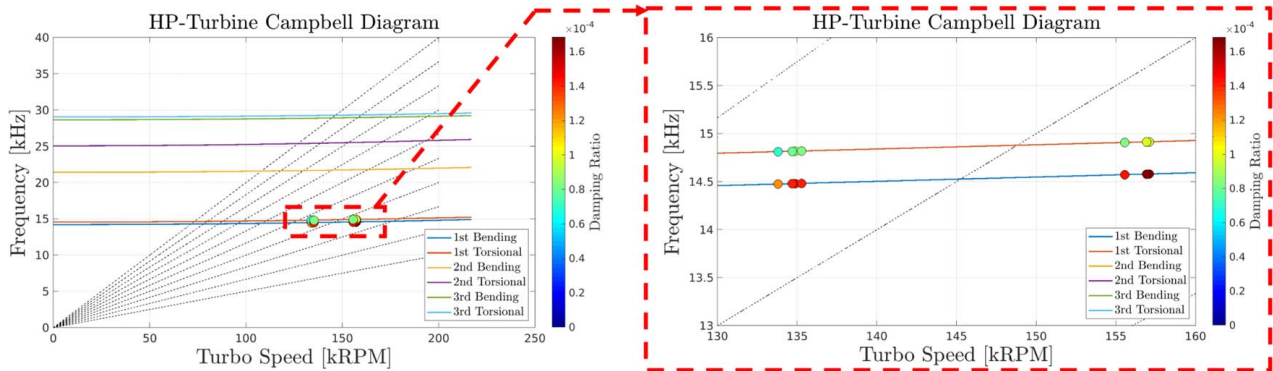 HP-Turbine Campbell Diagram
Frequency [kHz]
40
35
30
25
20
15
10
5
0
0
50
100
150
200
250
Turbo Speed [kRPM]
1st Bending
1st Torsional
2nd Bending
2nd Torsional
3rd Bending
3rd Torsional
×10⁻⁴
1.6
1.4
1.2
1
0.8
0.6
0.4
0.2
0
Damping Ratio
HP-Turbine Campbell Diagram
Frequency [kHz]
16
15.5
15
14.5
14
13.5
13
130
135
140
145
150
155
160
Turbo Speed [kRPM]
1st Bending
1st Torsional
2nd Bending
2nd Torsional
3rd Bending
3rd Torsional
×10⁻⁴
1.6
1.4
1.2
1
0.8
0.6
0.4
0.2
0
Damping Ratio